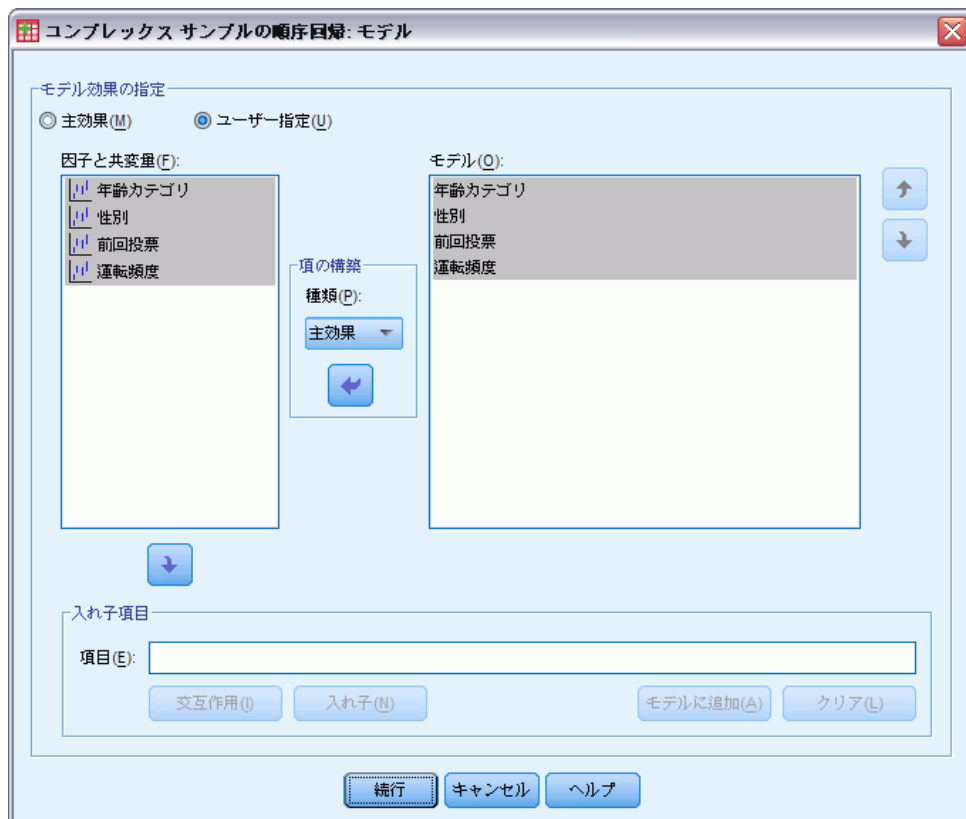 コンプレックス サンプルの順序回帰: モデル
モデル効果の指定
主効果(M)
ユーザー指定(U)
因子と共変量(F):
年齢カテゴリ
性別
前回投票
運転頻度
項の構築
種類(P):
主効果
モデル(O):
年齢カテゴリ
性別
前回投票
運転頻度
入れ子項目
項目(E):
交互作用(I)
入れ子(N)
モデルに追加(A)
クリア(L)
続行
キャンセル
ヘルプ